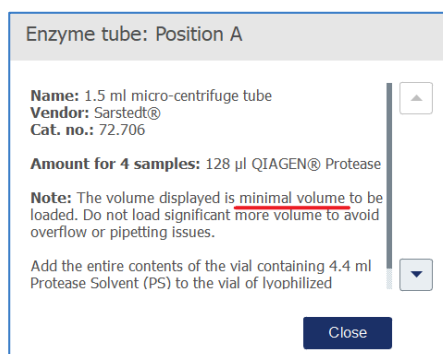 Enzyme tube: Position A
Name: 1.5 ml micro-centrifuge tube
Vendor: Sarstedt®
Cat. no.: 72.706
Amount for 4 samples: 128 µl QIAGEN® Protease
Note: The volume displayed is minimal volume to be
loaded. Do not load significant more volume to avoid
overflow or pipetting issues.
Add the entire contents of the vial containing 4.4 ml
Protease Solvent (PS) to the vial of lyophilized
Close